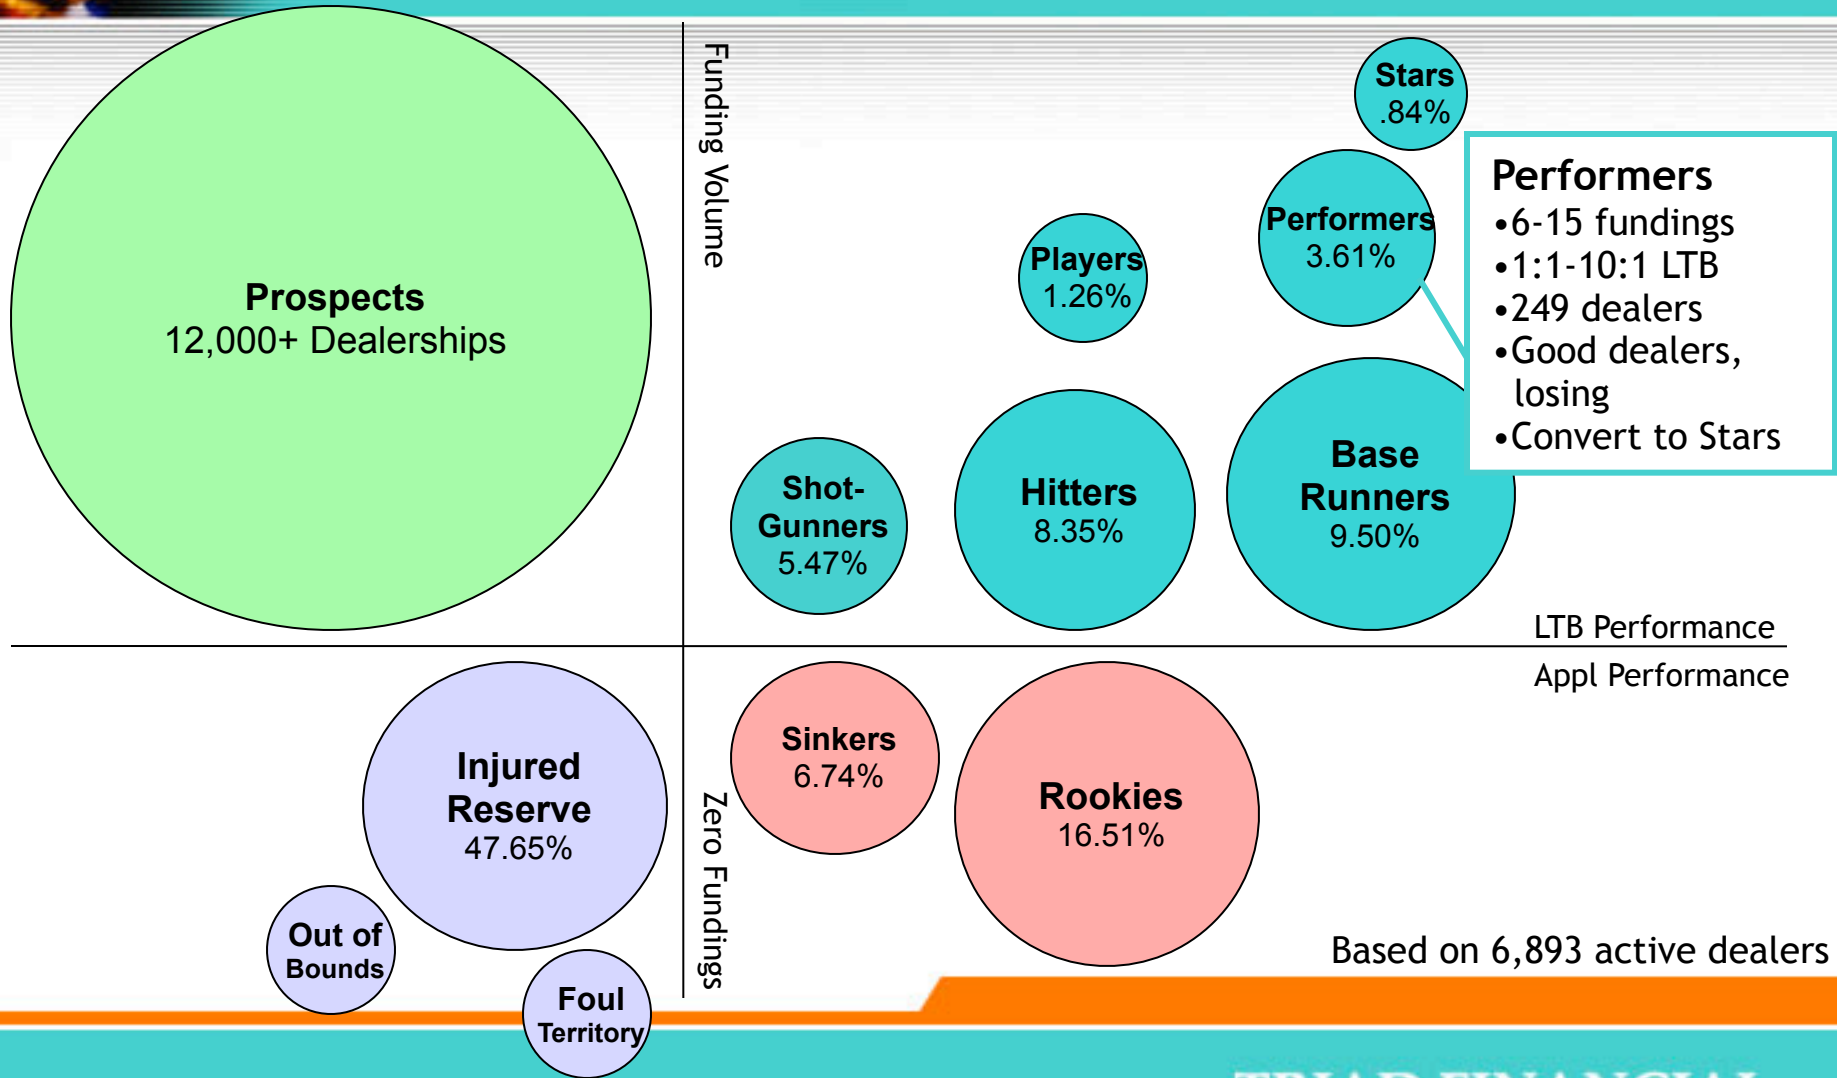 Funding Volume
Stars
.84%
Performers
3.61%
Performers
•6-15 fundings
•1:1-10:1 LTB
•249 dealers
•Good dealers,
losing
•Convert to Stars
Players
1.26%
Prospects
12,000+ Dealerships
Shot-
Gunners
5.47%
Hitters
8.35%
Base
Runners
9.50%
LTB Performance
Appl Performance
Injured
Reserve
47.65%
Sinkers
6.74%
Rookies
16.51%
Zero Fundings
Out of
Bounds
Foul
Territory
Based on 6,893 active dealers
TRIAD FINANCIAL